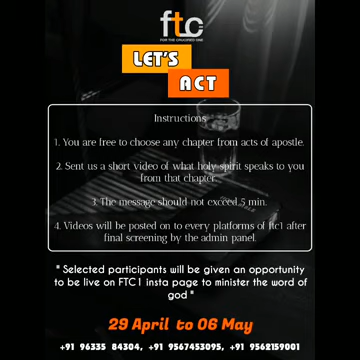 ftc
FOR THE CRUCIFIED ONE
LET'S
ACT
Instructions
1, You are free to choose any chapter from acts of apostle.
2. Sent us a short video of what holy spirit speaks to you
from that chapter.
3. The message should not exceed 5 min.
4. Videos will be posted on to every platforms of ftc1 after
final screening by the admin panel.
" Selected participants will be given an opportunity
to be live on FTC1 insta page to minister the word of
god "
29 April to 06 May
+91 96335 84304, +91 9567453095, +91 9562159001